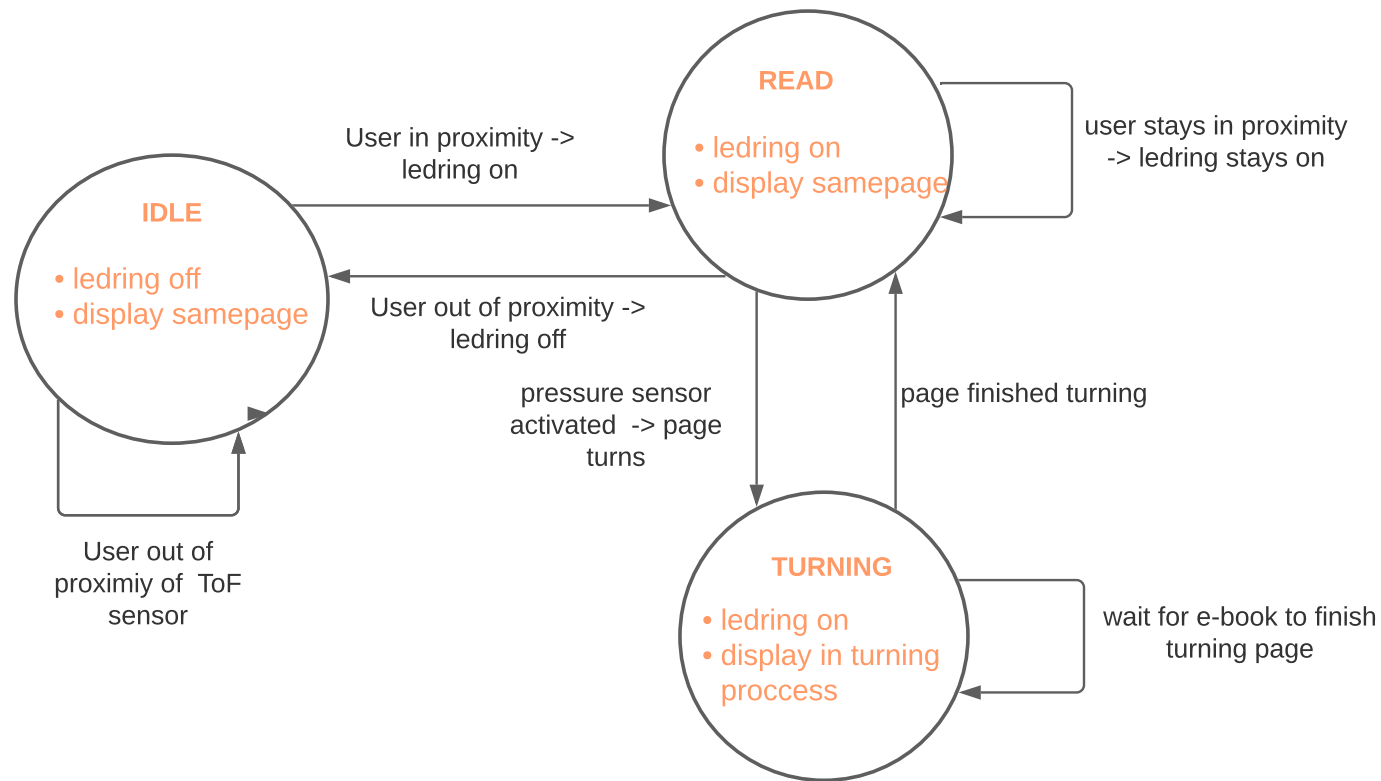 READ
• ledring on
• display samepage
user stays in proximity
-> ledring stays on
User in proximity ->
ledring on
IDLE
• ledring off
• display samepage
User out of proximity ->
ledring off
pressure sensor
activated -> page
turns
page finished turning
User out of
proximiy of ToF
sensor
TURNING
• ledring on
• display in turning
proccess
wait for e-book to finish
turning page